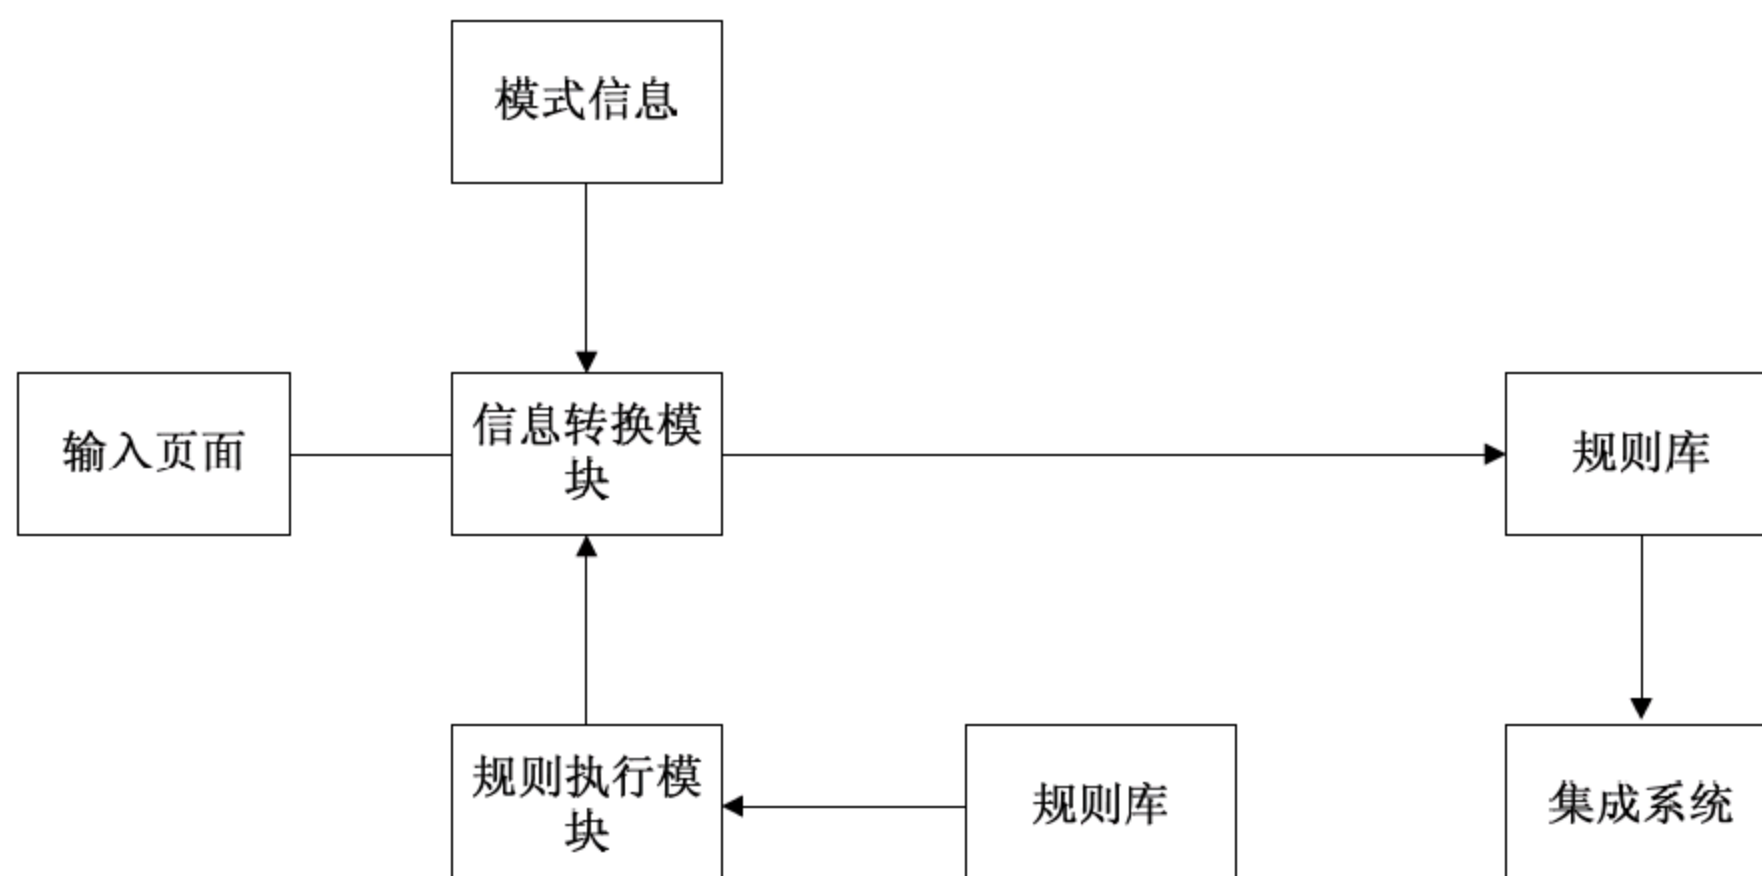 模式信息
输入页面
信息转换模
块
规则库
规则执行模
块
规则库
集成系统